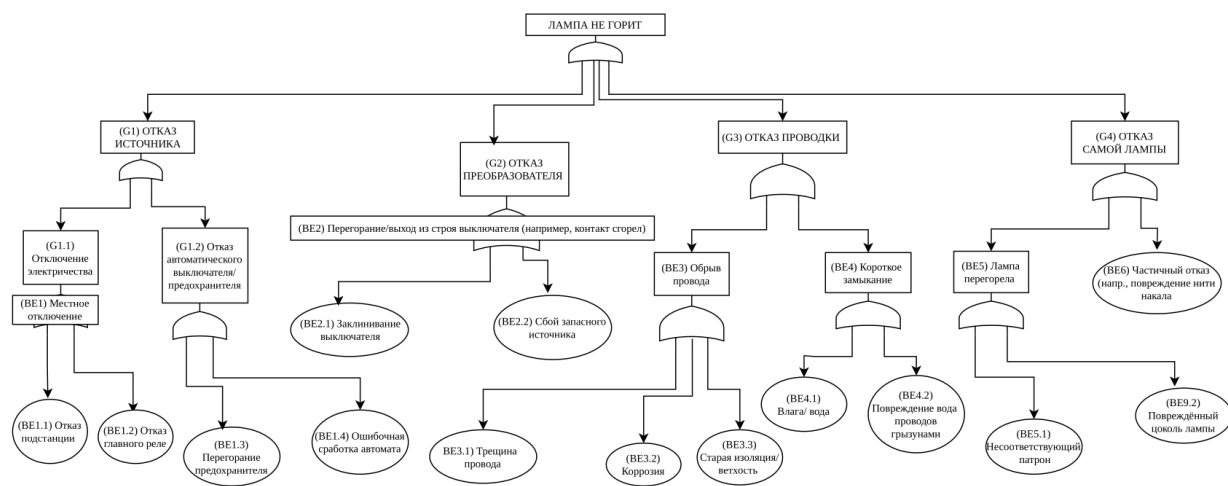 ЛАМПА НЕ ГОРИТ
(G1) ОТКАЗ
ИСТОЧНИКА
(G2) ОТКАЗ
ПРЕОБРАЗОВАТЕЛЯ
(G3) ОТКАЗ ПРОВОДКИ
(G4) ОТКАЗ
САМОЙ ЛАМПЫ
(G1.1)
Отключение
электричества
(BE1) Местное
отключение
(G1.2) Отказ
автоматического
выключателя/
предохранителя
(BE2) Перегорание/выход из строя выключателя (например, контакт сгорел)
(BE3) Обрыв
провода
(BE4) Короткое
замыкание
(BE5) Лампа
перегорела
(BE6) Частичный отказ
(напр., повреждение нити
накала
(BE1.1) Отказ
подстанции
(BE1.2) Отказ
главного реле
(BE1.3)
Перегорание
предохранителя
(BE1.4) Ошибочная
сработка автомата
(BE2.1) Заклинивание
выключателя
(BE2.2) Сбой запасного
источника
(BE3.1) Трещина
провода
(BE3.2)
Коррозия
(BE3.3)
Старая изоляция/
ветхость
(BE4.1)
Влага/ вода
(BE4.2)
Повреждение вода
проводов
грызунами
(BE5.1)
Несоответствующий
патрон
(BE9.2)
Повреждённый
цоколь лампы